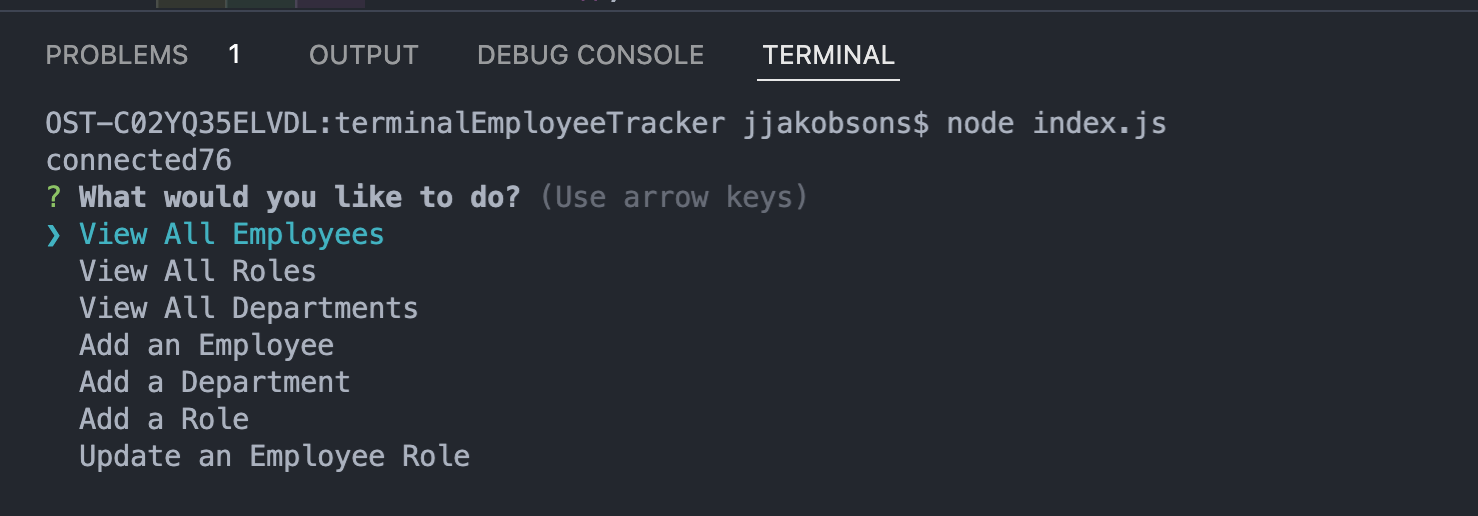 PROBLEMS 1 OUTPUT DEBUG CONSOLE TERMINAL
OST-C02YQ35ELVDL:terminalEmployeeTracker jjakobsons$ node index.js
connected76
? What would you like to do? (Use arrow keys)
❯ View All Employees
View All Roles
View All Departments
Add an Employee
Add a Department
Add a Role
Update an Employee Role